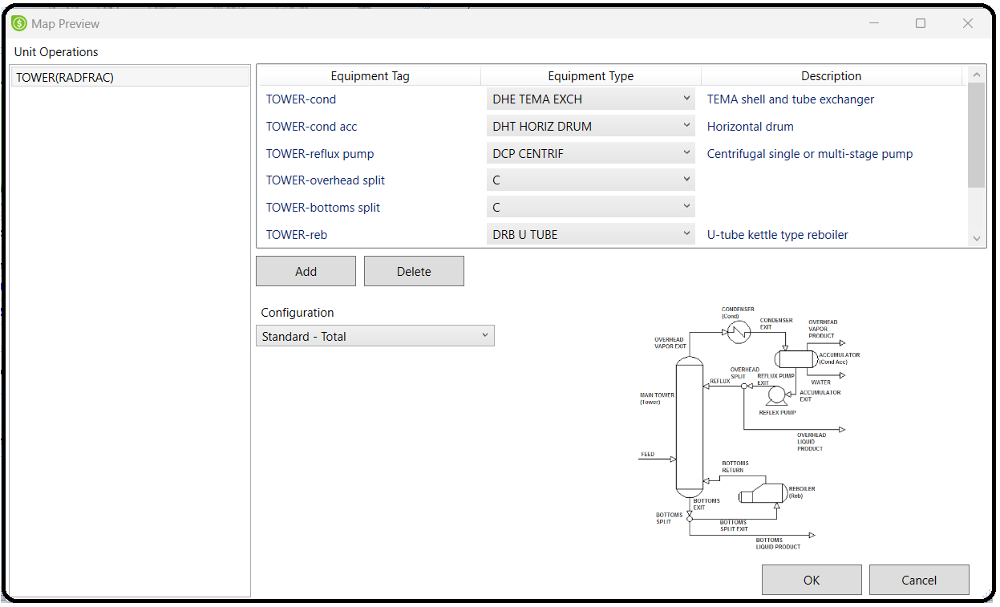 Map Preview
Unit Operations
TOWER(RADFRAC)
Equipment Tag Equipment Type Description
TOWER-cond DHE TEMA EXCH TEMA shell and tube exchanger
TOWER-cond acc DHT HORIZ DRUM Horizontal drum
TOWER-reflux pump DCP CENTRIF Centrifugal single or multi-stage pump
TOWER-overhead split C
TOWER-bottoms split C
TOWER-reb DRB U TUBE U-tube kettle type reboiler
Add Delete
Configuration
Standard - Total
CONDENSER
(Cond)
CONDENSER
EXIT
OVERHEAD
VAPOR
PRODUCT
OVERHEAD
VAPOR EXIT
ACCUMULATOR
(Cond Acc)
OVERHEAD
SPLIT
REFLUX PUMP
EXIT
WATER
REFLUX
ACCUMULATOR
EXIT
MAIN TOWER
(Tower)
REFLEX PUMP
OVERHEAD
LIQUID
PRODUCT
FEED
BOTTOMS
RETURN
REBOILER
(Reb)
BOTTOMS
EXIT
BOTTOMS
SPLIT
BOTTOMS
SPLIT EXIT
BOTTOMS
LIQUID PRODUCT
OK Cancel